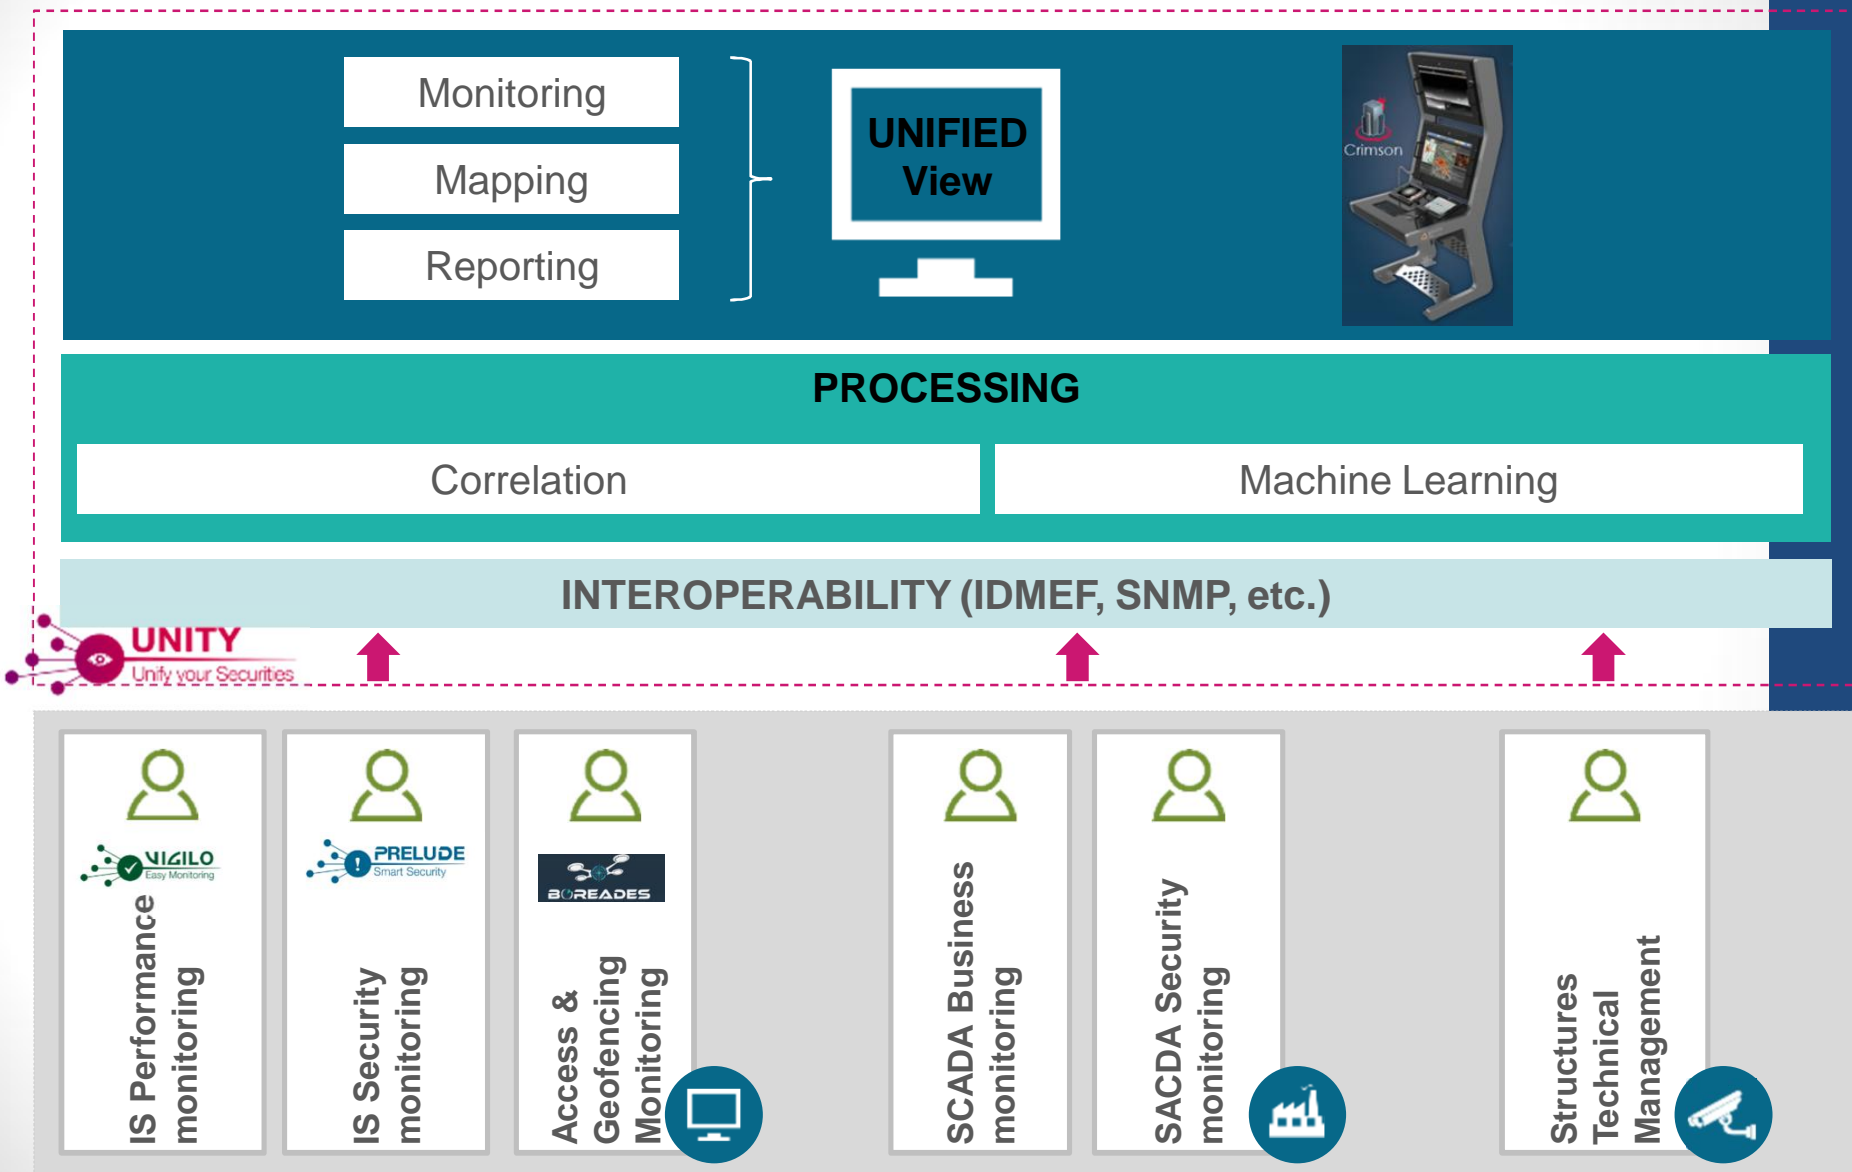 Monitoring
Mapping
Reporting
UNIFIED
View
Crimson
PROCESSING
Correlation
Machine Learning
INTEROPERABILITY (IDMEF, SNMP, etc.)
UNITY
Unify your Securities
VIGILO
Easy Monitoring
IS Performance
monitoring
PRELUDE
Smart Security
IS Security
monitoring
BOREADES
Access &
Geofencing
Monitoring
SCADA Business
monitoring
SACDA Security
monitoring
Structures
Technical
Management